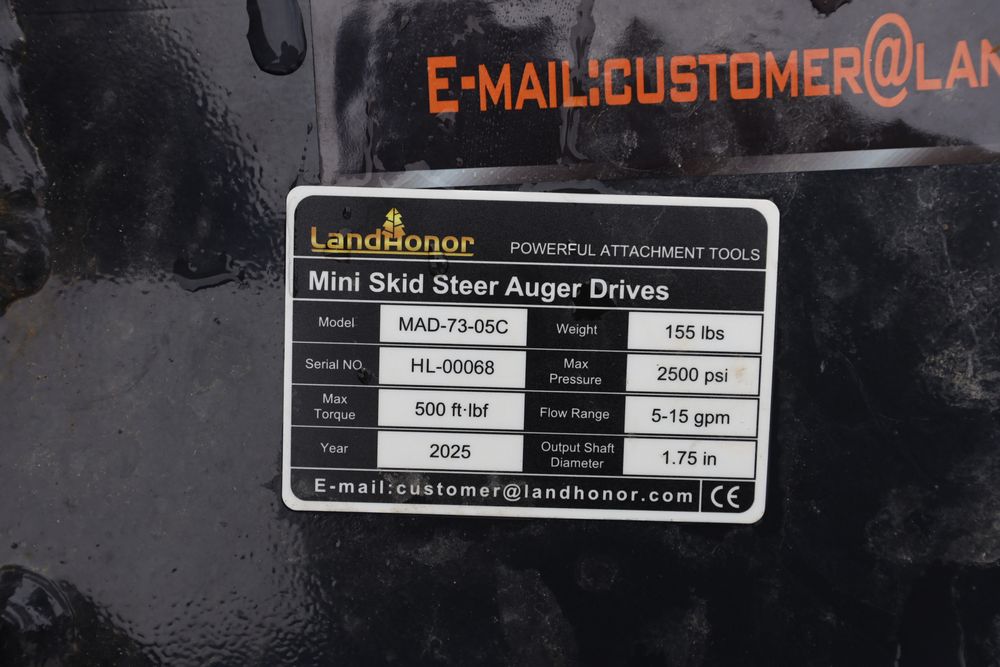 E-MAIL:CUSTOMER@LAN
LandHonor POWERFUL ATTACHMENT TOOLS
Mini Skid Steer Auger Drives
Model MAD-73-05C Weight 155 lbs
Serial NO. HL-00068 Max Pressure 2500 psi
Max Torque 500 ft·lbf Flow Range 5-15 gpm
Year 2025 Output Shaft Diameter 1.75 in
E-mail:customer@landhonor.com CE